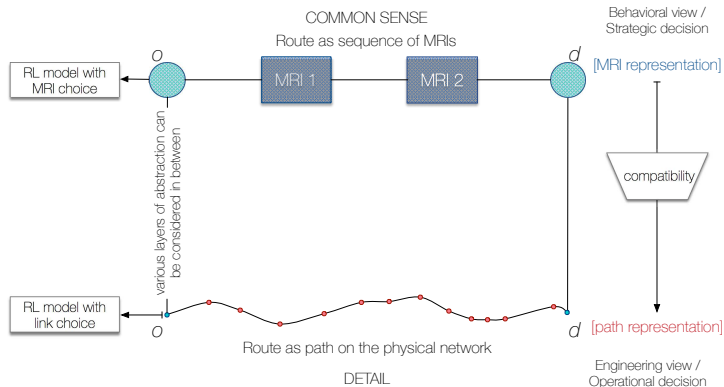 COMMON SENSE
Route as sequence of MRIs
Behavioral view /
Strategic decision
o
d
[MRI representation]
RL model with
MRI choice
MRI 1
MRI 2
various layers of abstraction can
be considered in between
compatibility
RL model with
link choice
o
d
[path representation]
Route as path on the physical network
DETAIL
Engineering view /
Operational decision